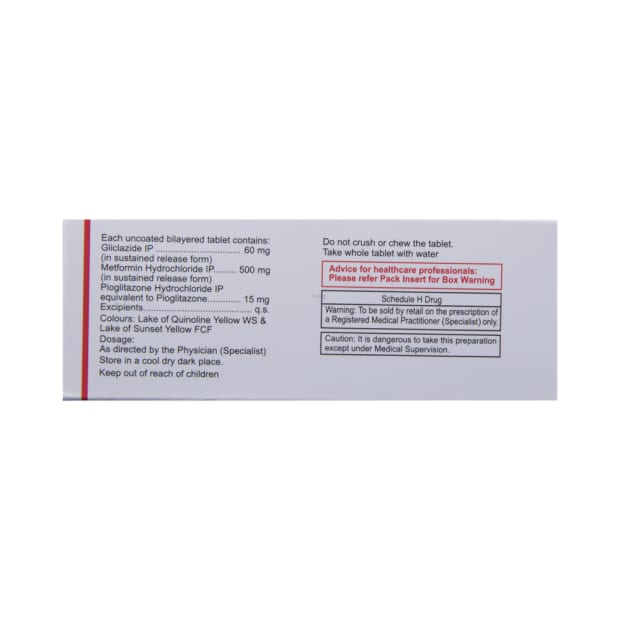 Each uncoated bilayered tablet contains:
Gliclazide IP .............................. 60 mg
(in sustained release form)
Metformin Hydrochloride IP........ 500 mg
(in sustained release form)
Pioglitazone Hydrochloride IP
equivalent to Pioglitazone............ 15 mg
Excipients....................................... q.s.
Colours: Lake of Quinoline Yellow WS &
Lake of Sunset Yellow FCF
Dosage:
As directed by the Physician (Specialist)
Store in a cool dry dark place.
Keep out of reach of children
Do not crush or chew the tablet.
Take whole tablet with water
Advice for healthcare professionals:
Please refer Pack Insert for Box Warning
Schedule H Drug
Warning: To be sold by retail on the prescription of
a Registered Medical Practitioner (Specialist) only.
Caution: It is dangerous to take this preparation
except under Medical Supervision.